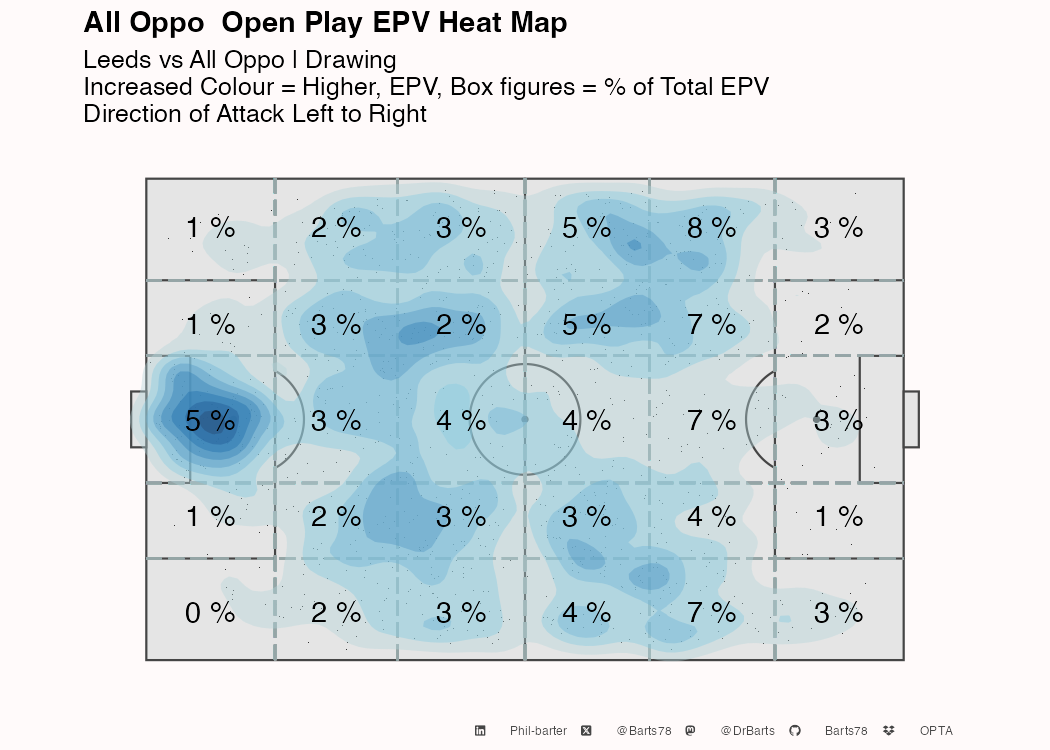 All Oppo  Open Play EPV Heat Map
Leeds vs All Oppo | Drawing
Increased Colour = Higher, EPV, Box figures = % of Total EPV
Direction of Attack Left to Right
1 % 2 % 3 % 5 % 8 % 3 %
1 % 3 % 2 % 5 % 7 % 2 %
5 % 3 % 4 % 4 % 7 % 3 %
1 % 2 % 3 % 3 % 4 % 1 %
0 % 2 % 3 % 4 % 7 % 3 %
Phil-barter @Barts78 @DrBarts Barts78 OPTA